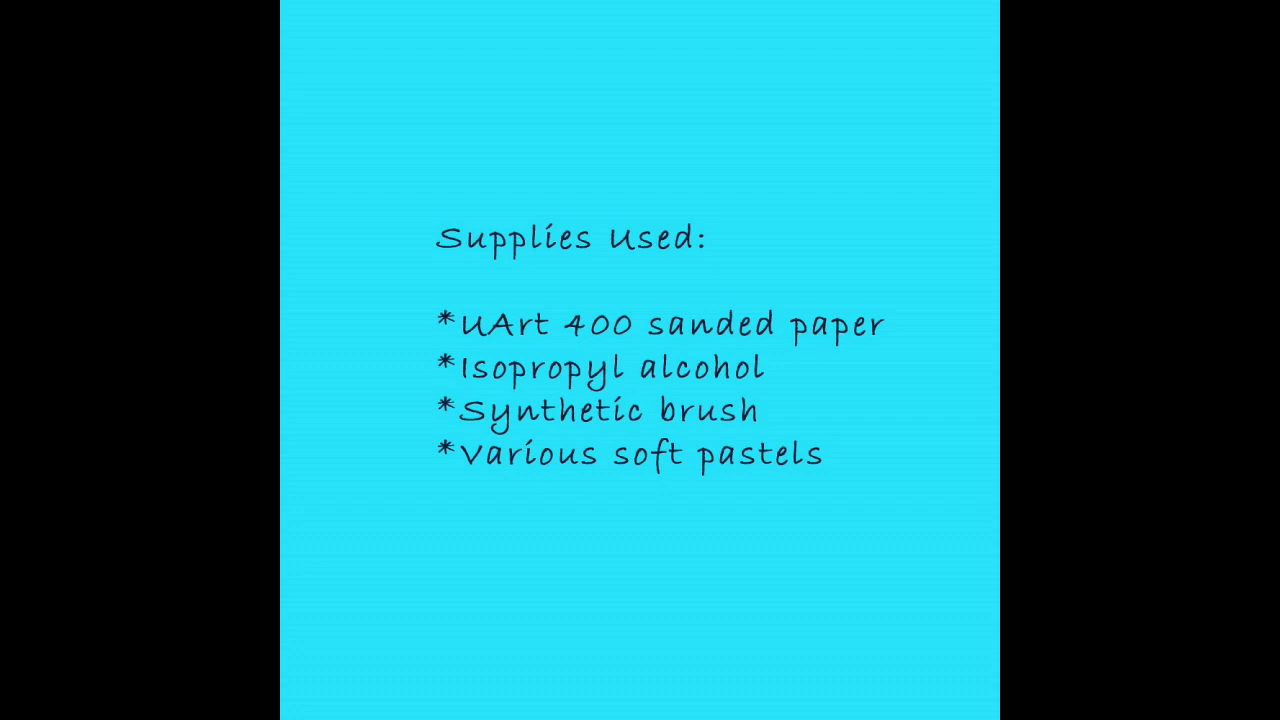 Supplies Used:
*UArt 400 sanded paper
*Isopropyl alcohol
*Synthetic brush
*Various soft pastels